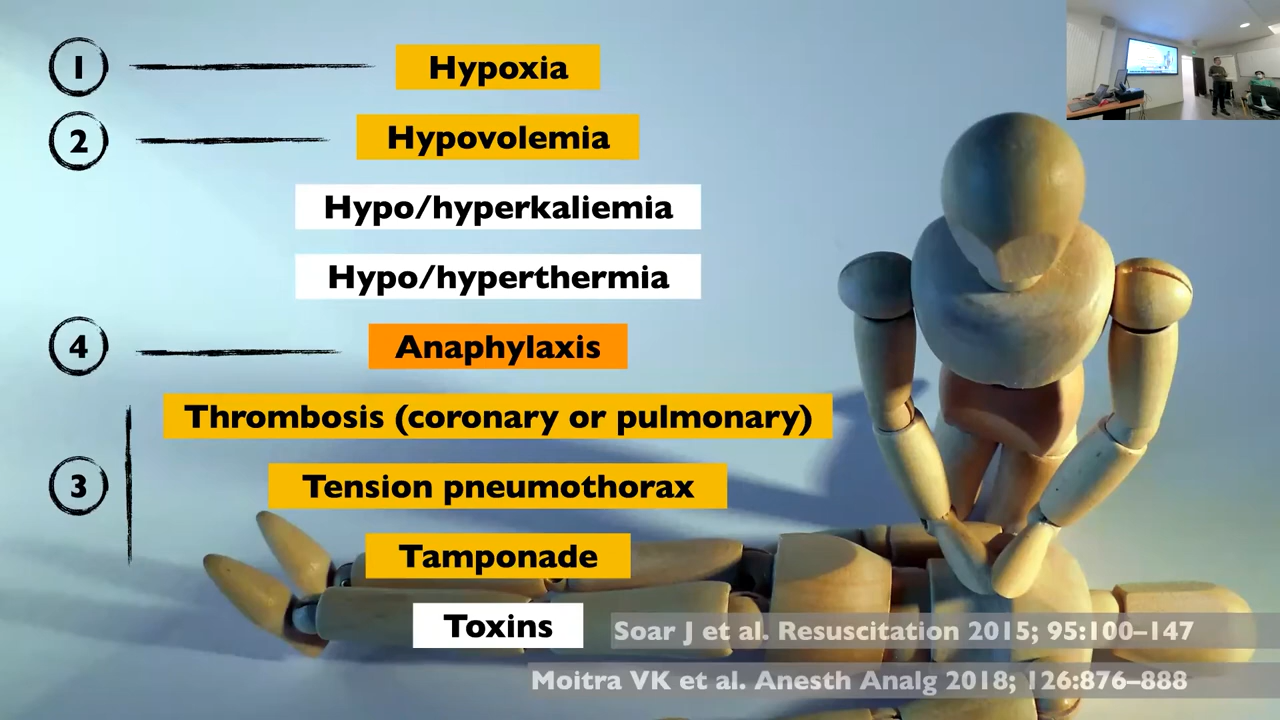 1
Hypoxia
2
Hypovolemia
Hypo/hyperkaliemia
Hypo/hyperthermia
4
Anaphylaxis
Thrombosis (coronary or pulmonary)
3
Tension pneumothorax
Tamponade
Toxins
Soar J et al. Resuscitation 2015; 95:100–147
Moitra VK et al. Anesth Analg 2018; 126:876–888